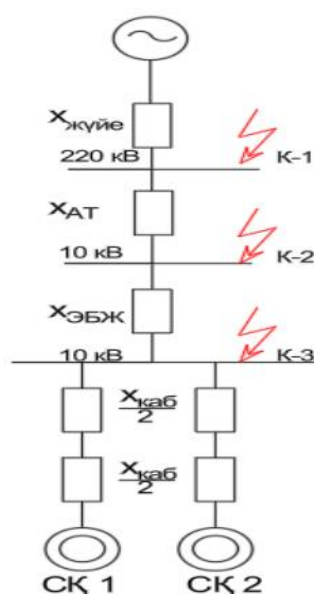 xжүйе
220 кВ К-1
xАТ
10 кВ К-2
xЭБЖ
10 кВ К-3
xкаб
2
xкаб
2
СҚ 1 СҚ 2